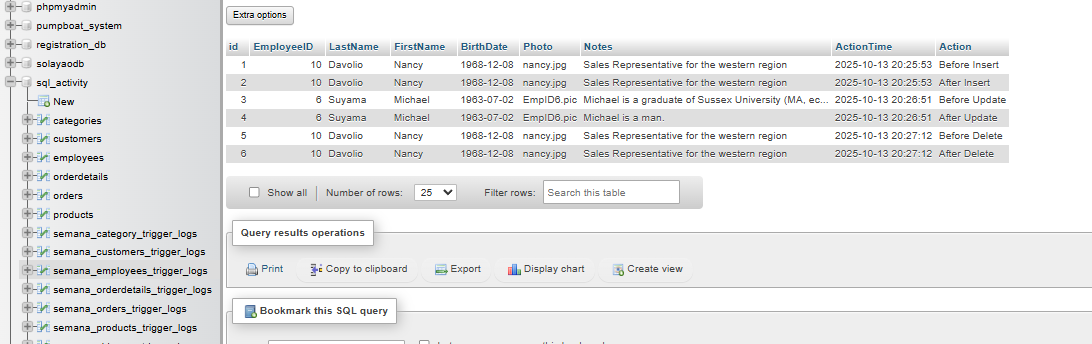 phpmyadmin
pumpboat_system
registration_db
solayaodb
sql_activity
New
categories
customers
employees
orderdetails
orders
products
semana_category_trigger_logs
semana_customers_trigger_logs
semana_employees_trigger_logs
semana_orderdetails_trigger_logs
semana_orders_trigger_logs
semana_products_trigger_logs
Extra options
id EmployeeID LastName FirstName BirthDate Photo Notes ActionTime Action
1 10 Davolio Nancy 1968-12-08 nancy.jpg Sales Representative for the western region 2025-10-13 20:25:53 Before Insert
2 10 Davolio Nancy 1968-12-08 nancy.jpg Sales Representative for the western region 2025-10-13 20:25:53 After Insert
3 6 Suyama Michael 1963-07-02 EmpID6.pic Michael is a graduate of Sussex University (MA, ec... 2025-10-13 20:26:51 Before Update
4 6 Suyama Michael 1963-07-02 EmpID6.pic Michael is a man. 2025-10-13 20:26:51 After Update
5 10 Davolio Nancy 1968-12-08 nancy.jpg Sales Representative for the western region 2025-10-13 20:27:12 Before Delete
6 10 Davolio Nancy 1968-12-08 nancy.jpg Sales Representative for the western region 2025-10-13 20:27:12 After Delete
Show all Number of rows: 25 Filter rows: Search this table
Query results operations
Print Copy to clipboard Export Display chart Create view
Bookmark this SQL query